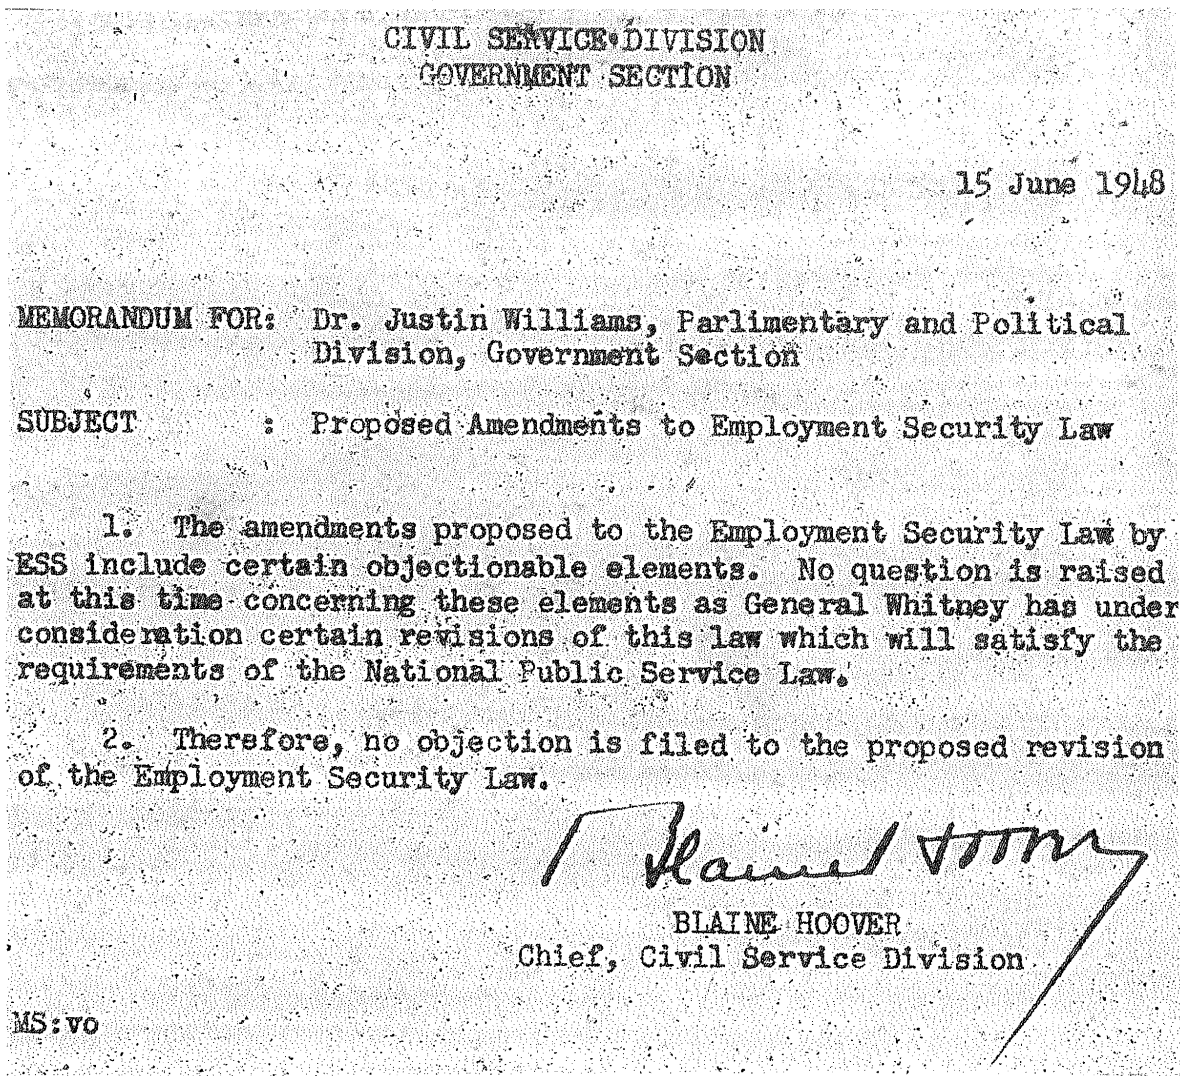 CIVIL SERVICE DIVISION
GOVERNMENT SECTION
15 June 1948
MEMORANDUM FOR: Dr. Justin Williams, Parlimentary and Political
Division, Government Section
SUBJECT : Proposed Amendments to Employment Security Law
1. The amendments proposed to the Employment Security Law by
ESS include certain objectionable elements. No question is raised
at this time concerning these elements as General Whitney has under
consideration certain revisions of this law which will satisfy the
requirements of the National Public Service Law.
2. Therefore, no objection is filed to the proposed revision
of the Employment Security Law.
Blaine Hoover
BLAINE HOOVER
Chief, Civil Service Division
MS:vo